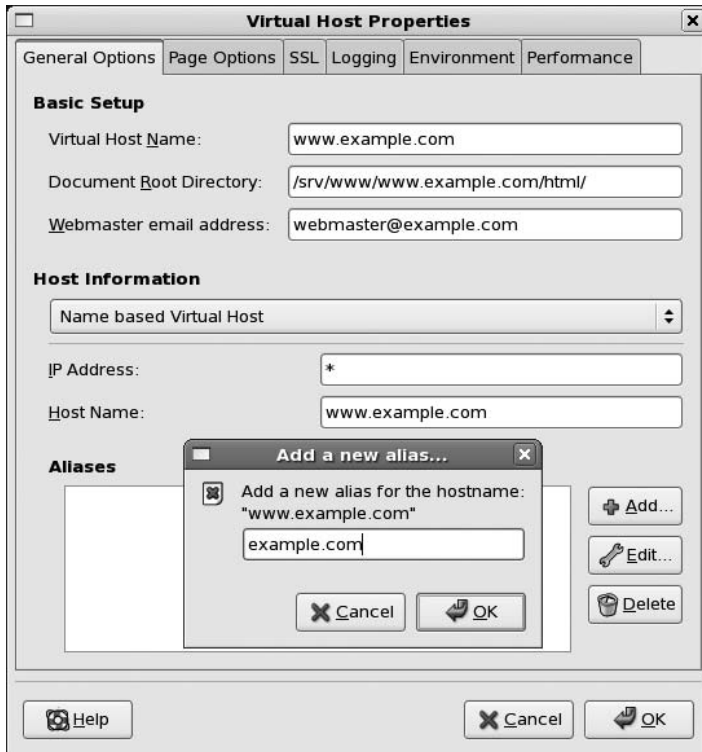 Virtual Host Properties
General Options Page Options SSL Logging Environment Performance
Basic Setup
Virtual Host Name: www.example.com
Document Root Directory: /srv/www/www.example.com/html/
Webmaster email address: webmaster@example.com
Host Information
Name based Virtual Host
IP Address: *
Host Name: www.example.com
Add a new alias...
Aliases
Add a new alias for the hostname:
"www.example.com"
example.com
Cancel OK
Add...
Edit...
Delete
Help Cancel OK